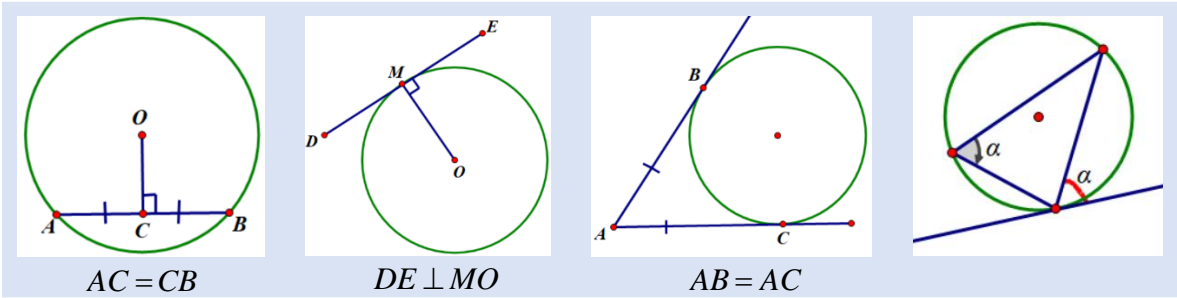 O
A
C
B
AC = CB
E
M
D
O
DE ⊥ MO
B
A
C
AB = AC
α
α